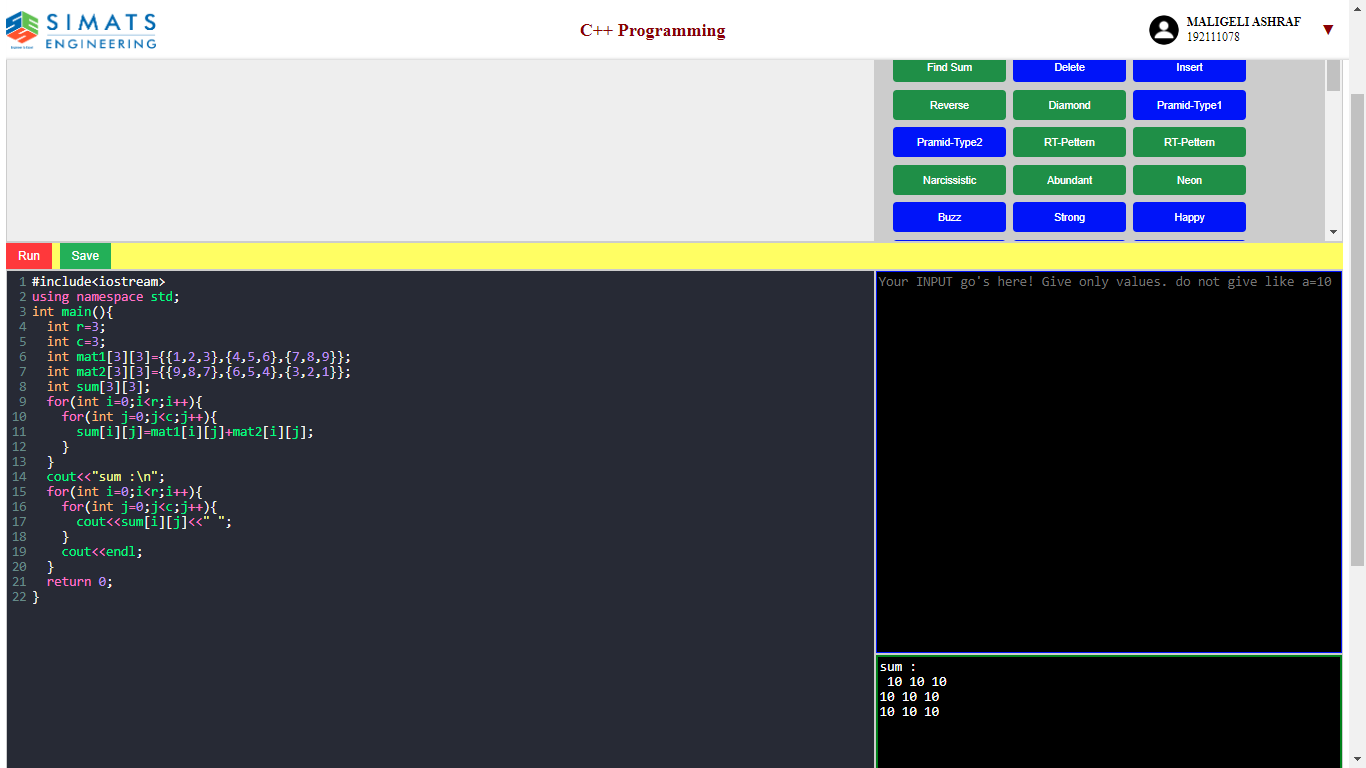 SIMATS
ENGINEERING
C++ Programming
MALIGELI ASHRAF
192111078
Find Sum Delete Insert
Reverse Diamond Pramid-Type1
Pramid-Type2 RT-Pettern RT-Pettern
Narcissistic Abundant Neon
Buzz Strong Happy
Run Save
1 #include<iostream>
2 using namespace std;
3 int main(){
4 int r=3;
5 int c=3;
6 int mat1[3][3]={{1,2,3},{4,5,6},{7,8,9}};
7 int mat2[3][3]={{9,8,7},{6,5,4},{3,2,1}};
8 int sum[3][3];
9 for(int i=0;i<r;i++){
10 for(int j=0;j<c;j++){
11 sum[i][j]=mat1[i][j]+mat2[i][j];
12 }
13 }
14 cout<<"sum :\n";
15 for(int i=0;i<r;i++){
16 for(int j=0;j<c;j++){
17 cout<<sum[i][j]<<" ";
18 }
19 cout<<endl;
20 }
21 return 0;
22 }
Your INPUT go's here! Give only values. do not give like a=10
sum :
10 10 10
10 10 10
10 10 10